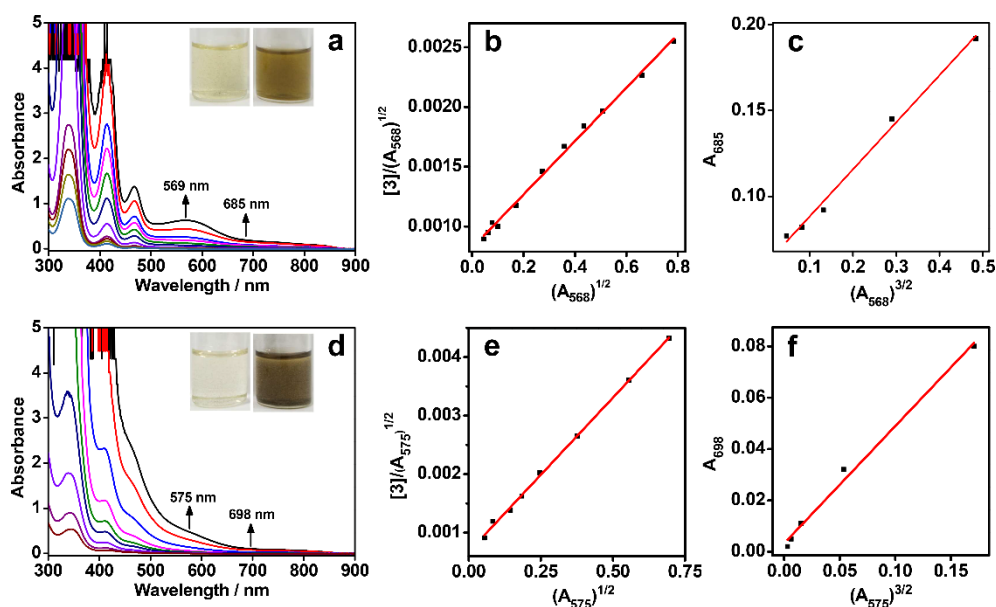 a
Absorbance
5
4
3
2
1
0
569 nm
685 nm
300 400 500 600 700 800 900
Wavelength / nm
b
[3]/(A568)1/2
0.0025
0.0020
0.0015
0.0010
0.0 0.2 0.4 0.6 0.8
(A568)1/2
c
A685
0.20
0.15
0.10
0.1 0.2 0.3 0.4 0.5
(A568)3/2
d
Absorbance
5
4
3
2
1
0
575 nm
698 nm
300 400 500 600 700 800 900
Wavelength / nm
e
[3]/(A575)1/2
0.004
0.003
0.002
0.001
0.00 0.25 0.50 0.75
(A575)1/2
f
A698
0.08
0.06
0.04
0.02
0.00
0.00 0.05 0.10 0.15
(A575)3/2